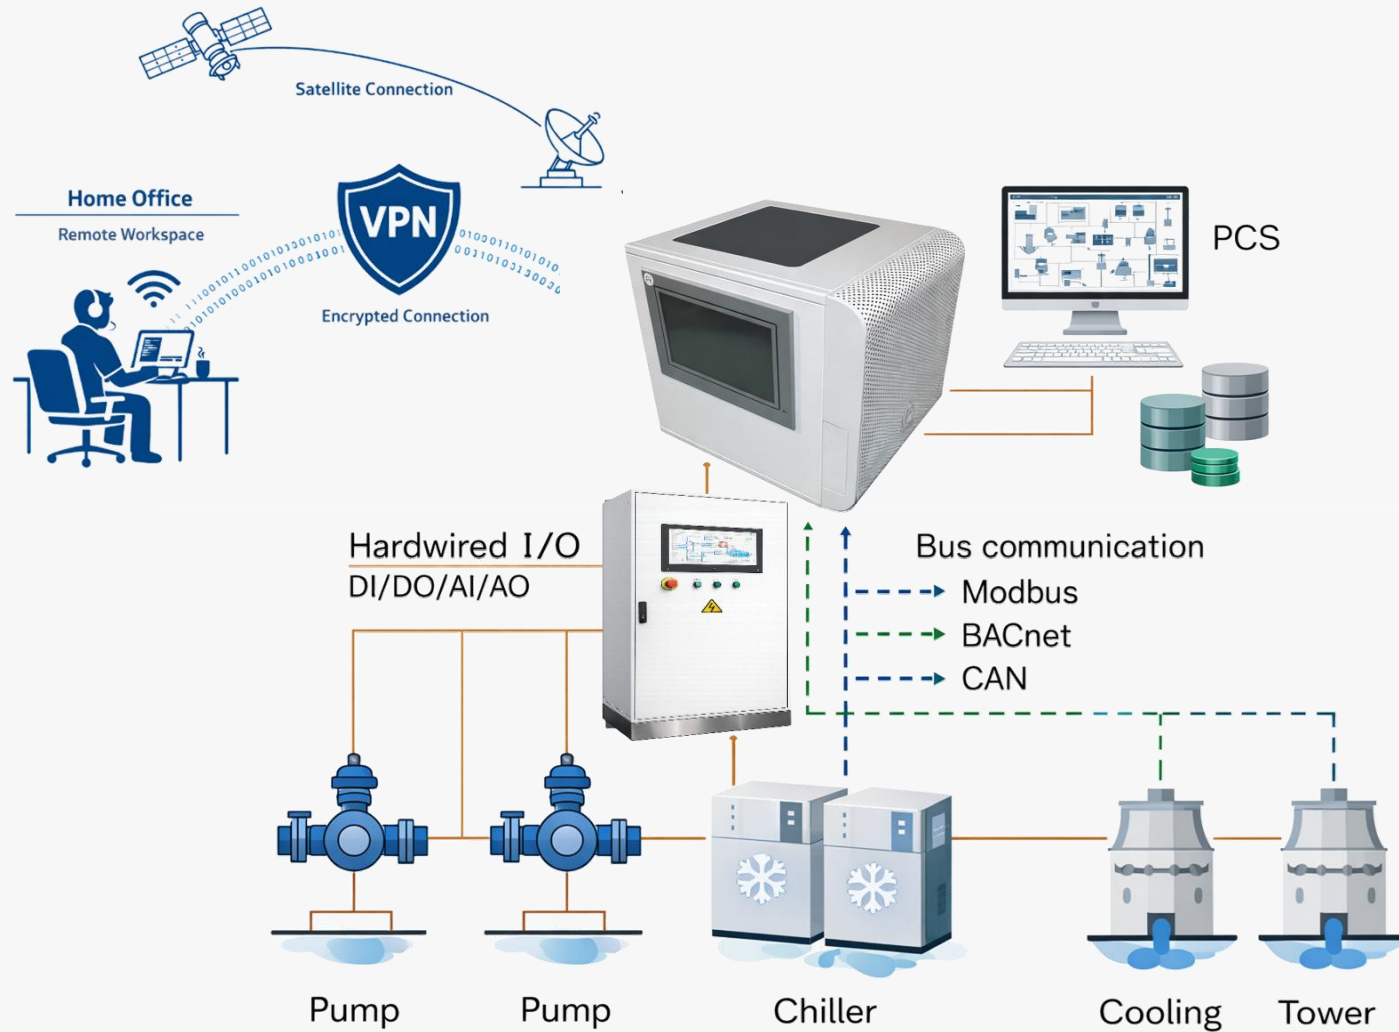 Satellite Connection
Home Office
Remote Workspace
VPN
Encrypted Connection
PCS
Hardwired I/O
DI/DO/AI/AO
Bus communication
Modbus
BACnet
CAN
Pump
Pump
Chiller
Cooling
Tower